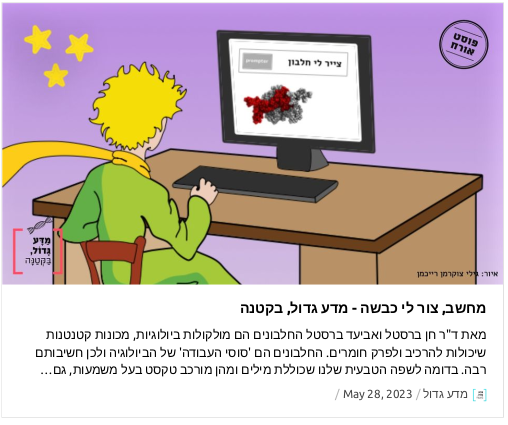 פוסט
אורח
צייר לי חלבון
מדע
גדול,
בקטנה
איור: גילי צוקרמן רייכמן
מחשב, צור לי כבשה - מדע גדול, בקטנה
מאת ד"ר חן ברסטל ואביעד ברסטל החלבונים הם מולקולות ביולוגיות, מכונות קטנטנות
שיכולות להרכיב ולפרק חומרים. החלבונים הם 'סוסי העבודה' של הביולוגיה ולכן חשיבותם
רבה. בדומה לשפה הטבעית שלנו שכוללת מילים ומהן מורכב טקסט בעל משמעות, גם...
מדע גדול / May 28, 2023 /